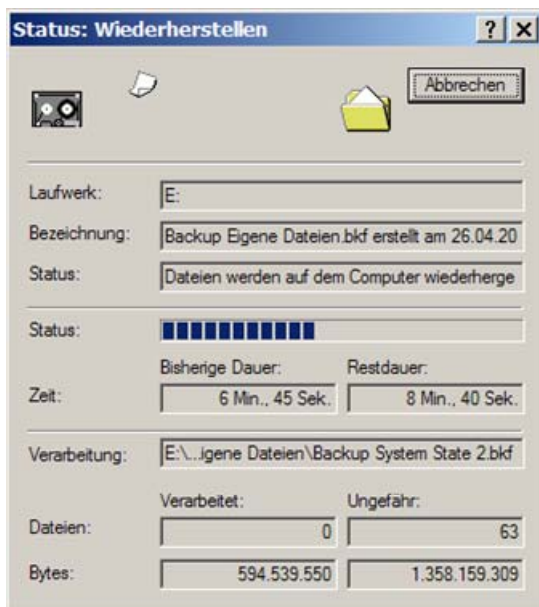 Status: Wiederherstellen
Abbrechen
Laufwerk: E:
Bezeichnung: Backup Eigene Dateien.bkf erstellt am 26.04.20
Status: Dateien werden auf dem Computer wiederherge
Status:
Bisherige Dauer: Restdauer:
Zeit: 6 Min., 45 Sek. 8 Min., 40 Sek.
Verarbeitung: E:\...igene Dateien\Backup System State 2.bkf
Verarbeitet: Ungefähr:
Dateien: 0 63
Bytes: 594.539.550 1.358.159.309